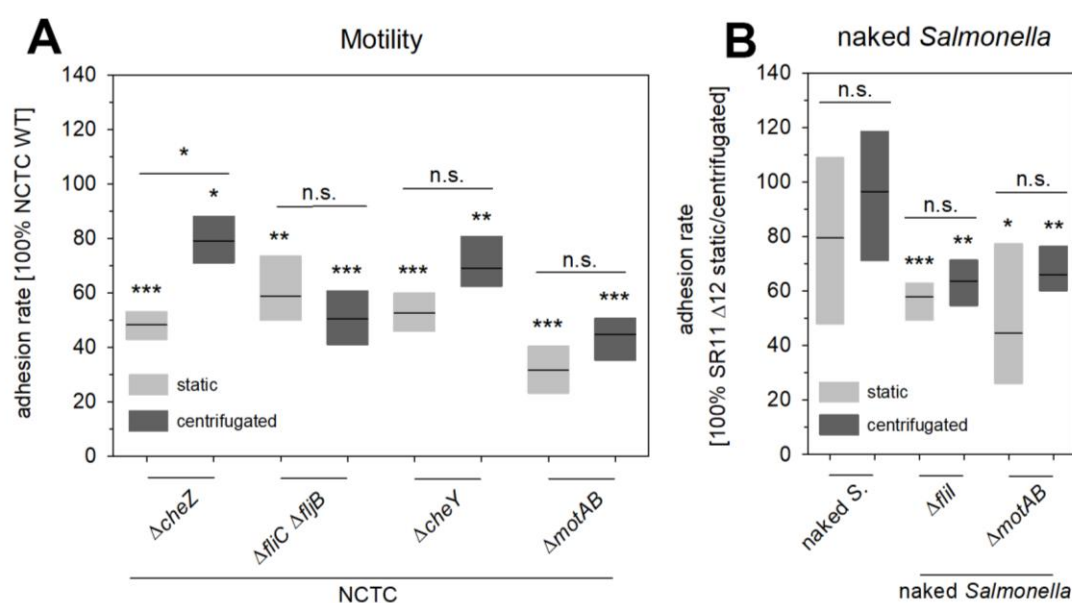 A
Motility
adhesion rate [100% NCTC WT]
140
120
100
80
60
40
20
0
*
*
***
n.s.
**
***
n.s.
***
**
n.s.
***
***
static
centrifugated
ΔcheZ
ΔfliC ΔfljB
ΔcheY
ΔmotAB
NCTC
B
naked Salmonella
adhesion rate
[100% SR11 Δ12 static/centrifugated]
140
120
100
80
60
40
20
0
n.s.
n.s.
***
**
n.s.
*
**
static
centrifugated
naked S.
ΔfliI
ΔmotAB
naked Salmonella